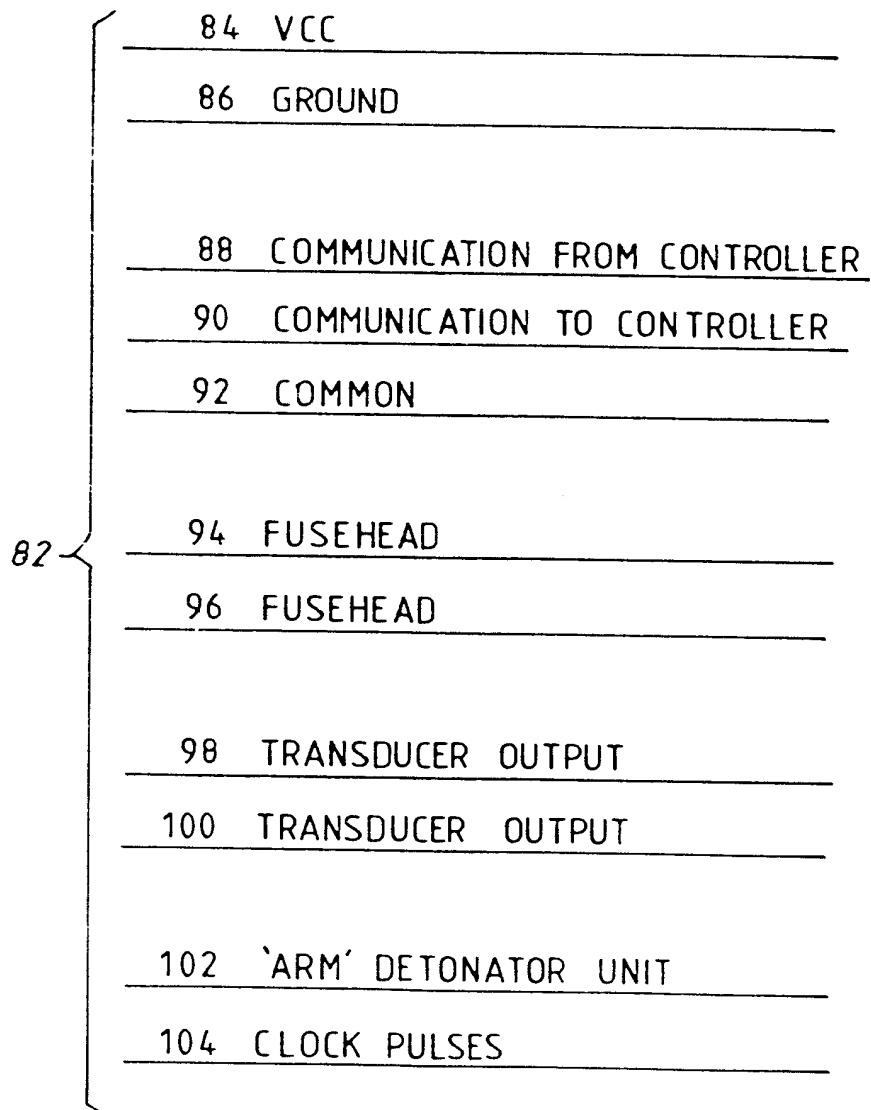 84 VCC
86 GROUND
88 COMMUNICATION FROM CONTROLLER
90 COMMUNICATION TO CONTROLLER
92 COMMON
82
94 FUSEHEAD
96 FUSEHEAD
98 TRANSDUCER OUTPUT
100 TRANSDUCER OUTPUT
102 'ARM' DETONATOR UNIT
104 CLOCK PULSES